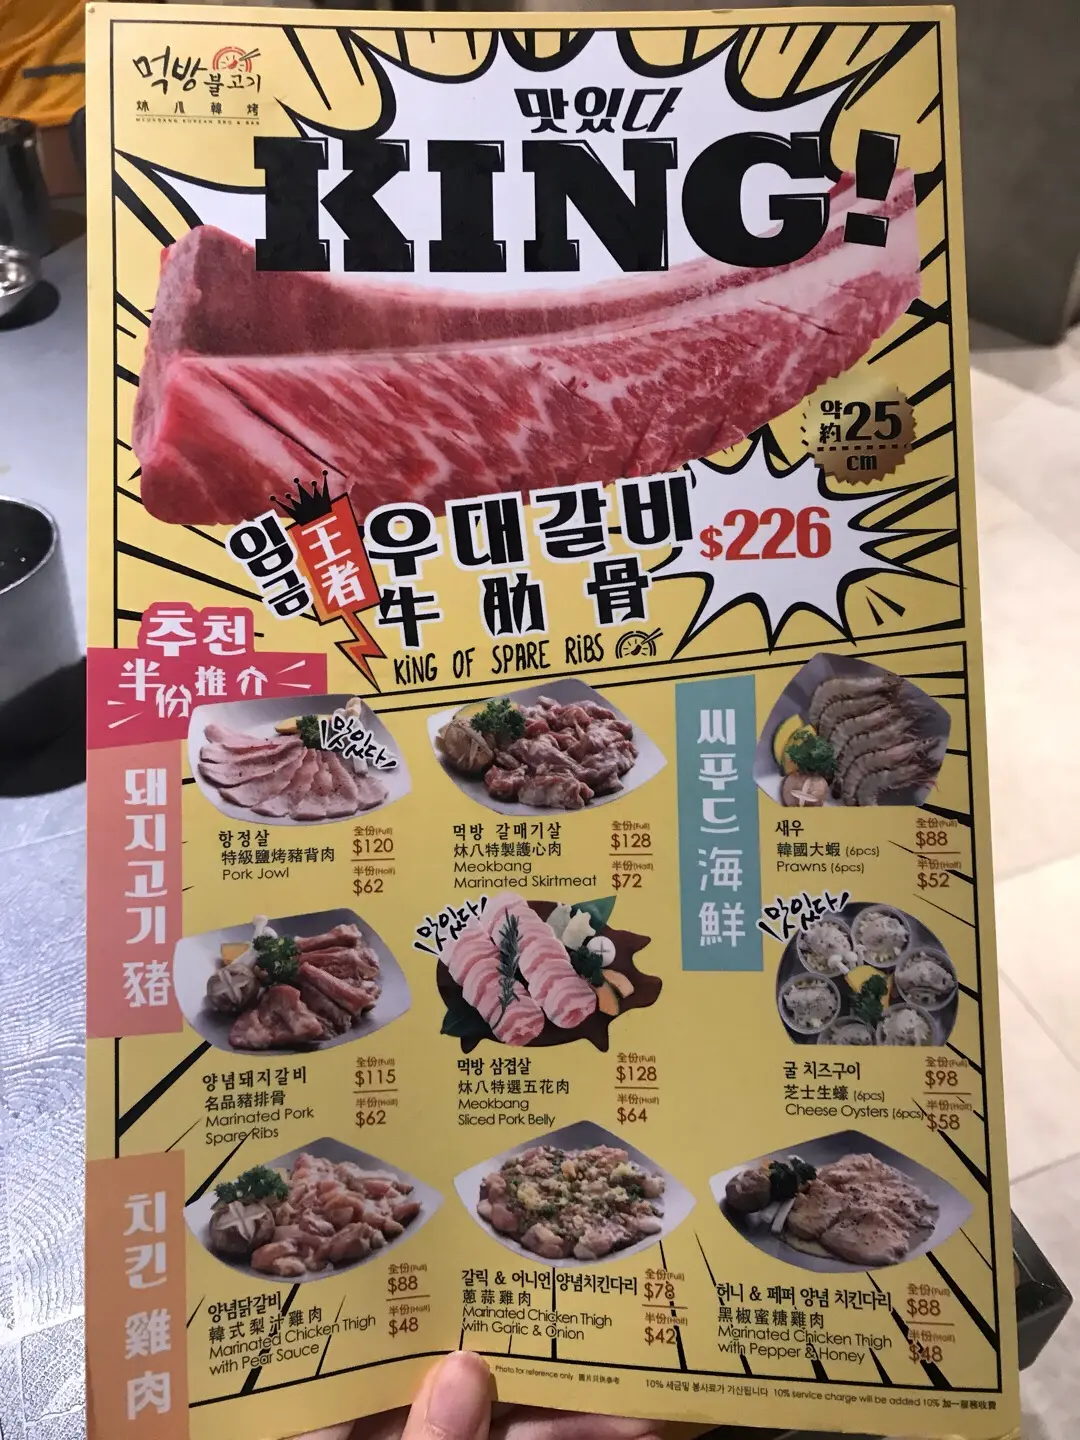 먹방 불고기
炑八韓烤
MEOKBANG KOREAN BBQ & BAR
맛있다
KING!
약
約25
cm
임금
王者
우대갈비
牛肋骨
$226
KING OF SPARE RIBS
추천
半份推介
돼지고기 豬
맛있다!
항정살
特級鹽烤豬背肉
Pork Jowl
全份(Full)
$120
半份(Half)
$62
먹방 갈매기살
炑八特製護心肉
Meokbang
Marinated Skirtmeat
全份(Full)
$128
半份(Half)
$72
씨푸드 海鮮
새우
韓國大蝦 (6pcs)
Prawns (6pcs)
全份(Full)
$88
半份(Half)
$52
양념돼지갈비
名品豬排骨
Marinated Pork
Spare Ribs
全份(Full)
$115
半份(Half)
$62
맛있다!
먹방 삼겹살
炑八特選五花肉
Meokbang
Sliced Pork Belly
全份(Full)
$128
半份(Half)
$64
맛있다!
굴 치즈구이
芝士生蠔 (6pcs)
Cheese Oysters (6pcs)
全份(Full)
$98
半份(Half)
$58
치킨 雞肉
양념닭갈비
韓式梨汁雞肉
Marinated Chicken Thigh
with Pear Sauce
全份(Full)
$88
半份(Half)
$48
갈릭 & 어니언 양념치킨다리
蔥蒜雞肉
Marinated Chicken Thigh
with Garlic & Onion
全份(Full)
$78
半份(Half)
$42
허니 & 페퍼 양념 치킨다리
黑椒蜜糖雞肉
Marinated Chicken Thigh
with Pepper & Honey
全份(Full)
$88
半份(Half)
$48
Photo for reference only 圖片只供參考
10% 세금및 봉사료가 가산됩니다 10% service charge will be added 10% 加一服務收費